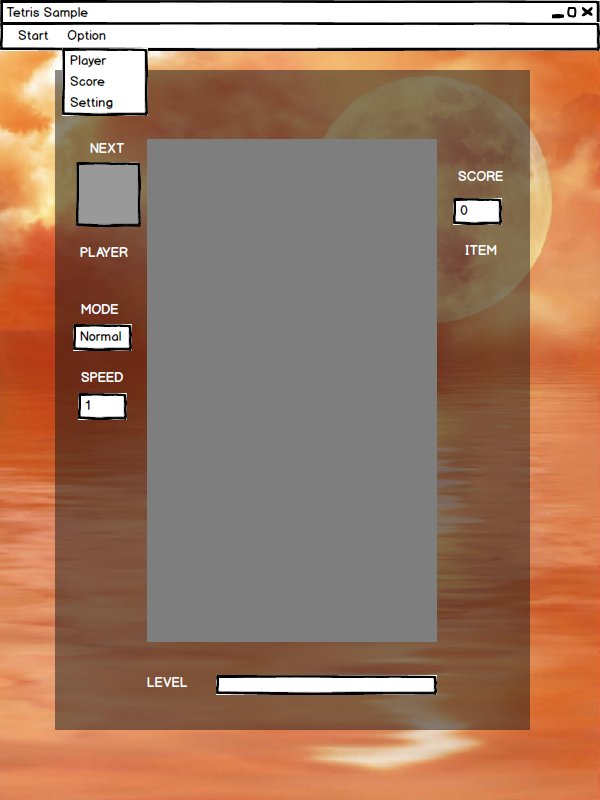 Tetris Sample
Start Option
Player
Score
Setting
NEXT
PLAYER
MODE
Normal
SPEED
1
SCORE
0
ITEM
LEVEL